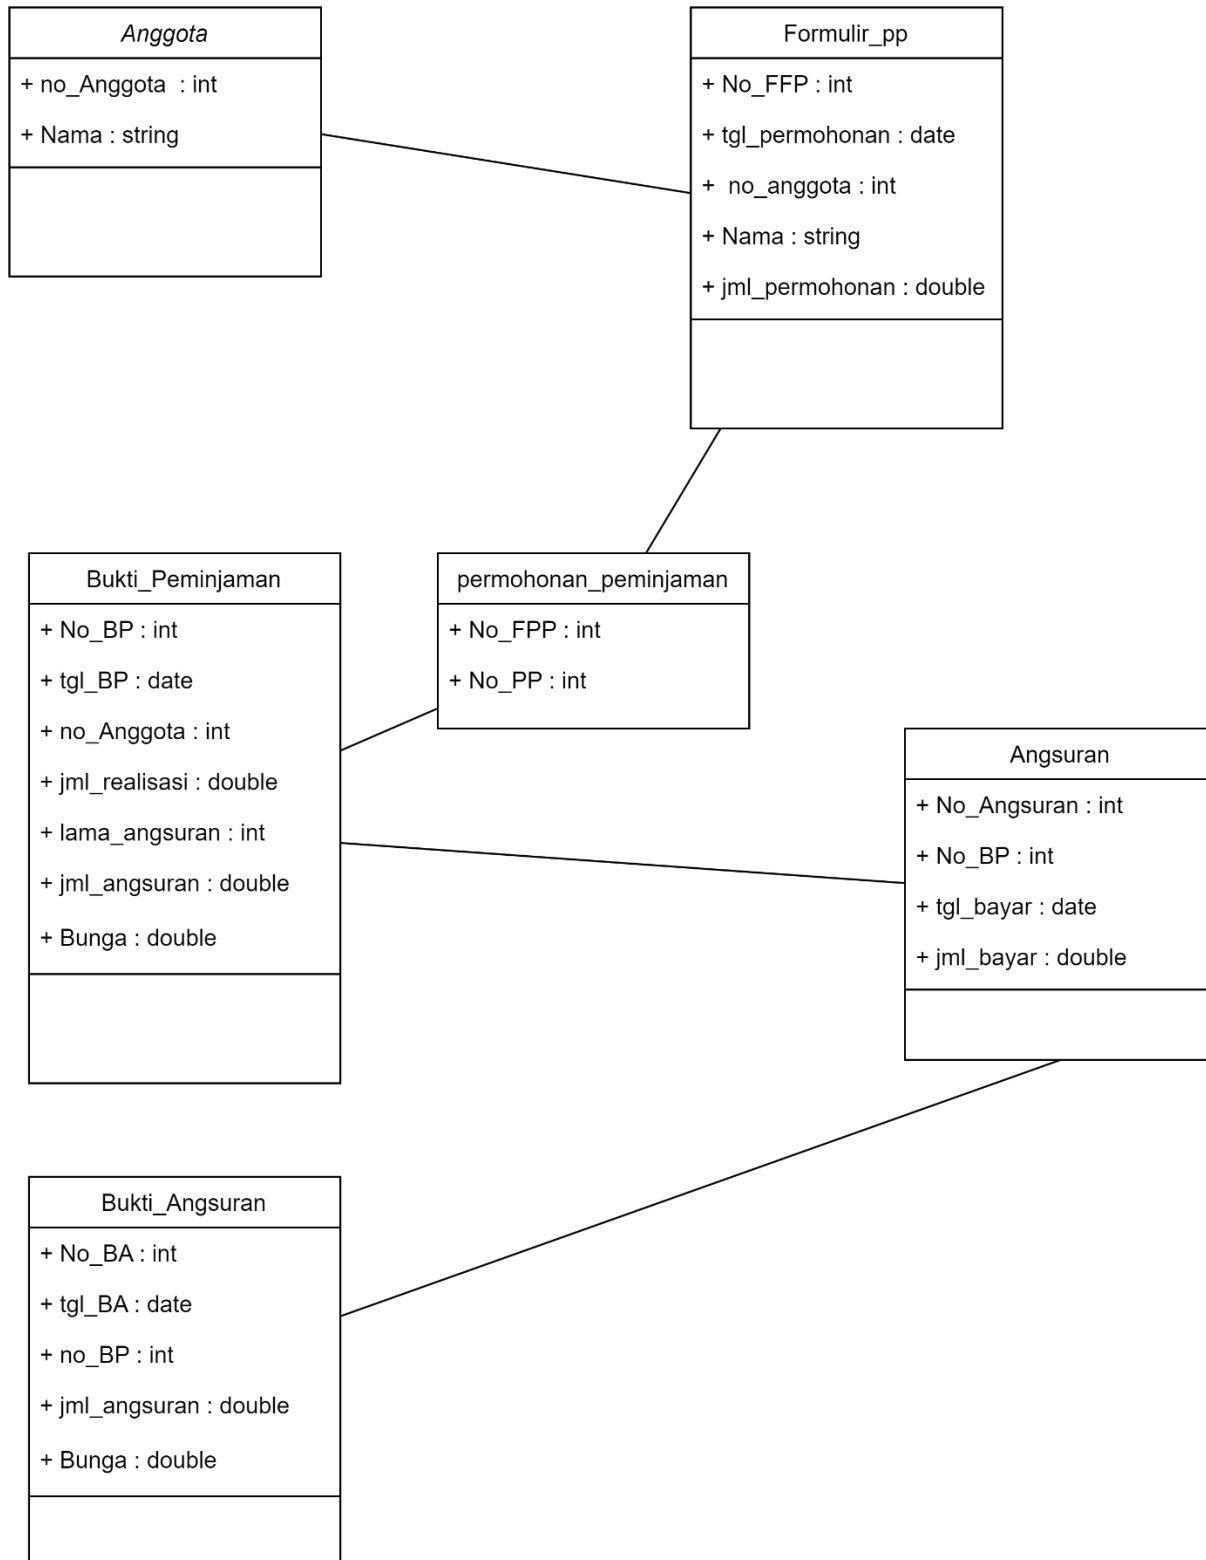 Anggota
+ no_Anggota : int
+ Nama : string
Formulir_pp
+ No_FFP : int
+ tgl_permohonan : date
+ no_anggota : int
+ Nama : string
+ jml_permohonan : double
Bukti_Peminjaman
+ No_BP : int
+ tgl_BP : date
+ no_Anggota : int
+ jml_realisasi : double
+ lama_angsuran : int
+ jml_angsuran : double
+ Bunga : double
permohonan_peminjaman
+ No_FPP : int
+ No_PP : int
Angsuran
+ No_Angsuran : int
+ No_BP : int
+ tgl_bayar : date
+ jml_bayar : double
Bukti_Angsuran
+ No_BA : int
+ tgl_BA : date
+ no_BP : int
+ jml_angsuran : double
+ Bunga : double